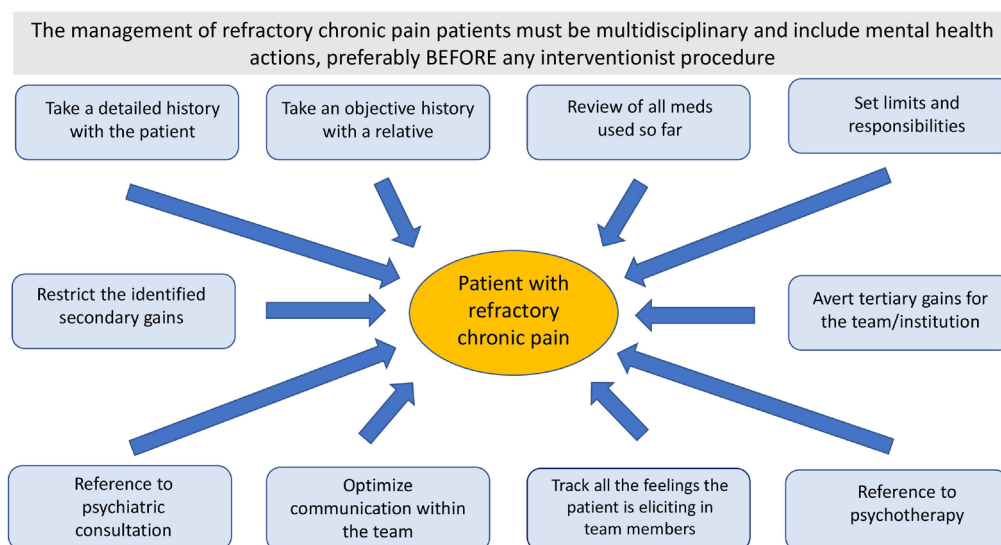 The management of refractory chronic pain patients must be multidisciplinary and include mental health
actions, preferably BEFORE any interventionist procedure
Take a detailed history
with the patient
Take an objective history
with a relative
Review of all meds
used so far
Set limits and
responsibilities
Restrict the identified
secondary gains
Patient with
refractory
chronic pain
Avert tertiary gains for
the team/institution
Reference to
psychiatric
consultation
Optimize
communication within
the team
Track all the feelings the
patient is eliciting in
team members
Reference to
psychotherapy